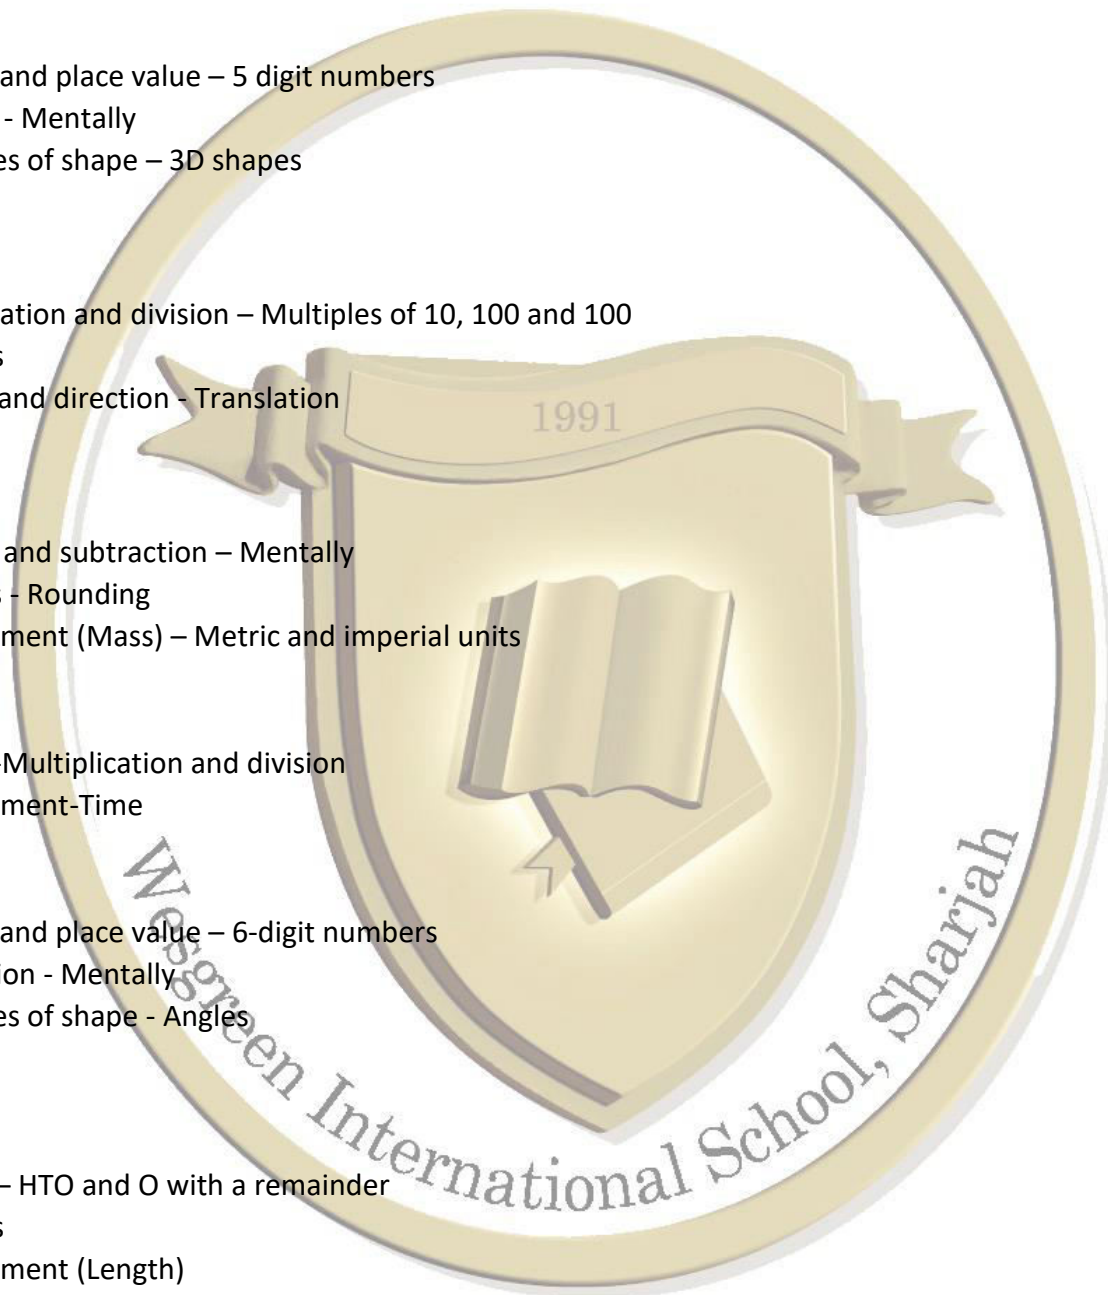 and place value – 5 digit numbers
- Mentally
es of shape – 3D shapes
ation and division – Multiples of 10, 100 and 100
s
and direction - Translation
1991
and subtraction – Mentally
s - Rounding
ment (Mass) – Metric and imperial units
-Multiplication and division
ment-Time
and place value – 6-digit numbers
ion - Mentally
es of shape - Angles
– HTO and O with a remainder
s
ment (Length)
Wesgreen International School, Sharjah